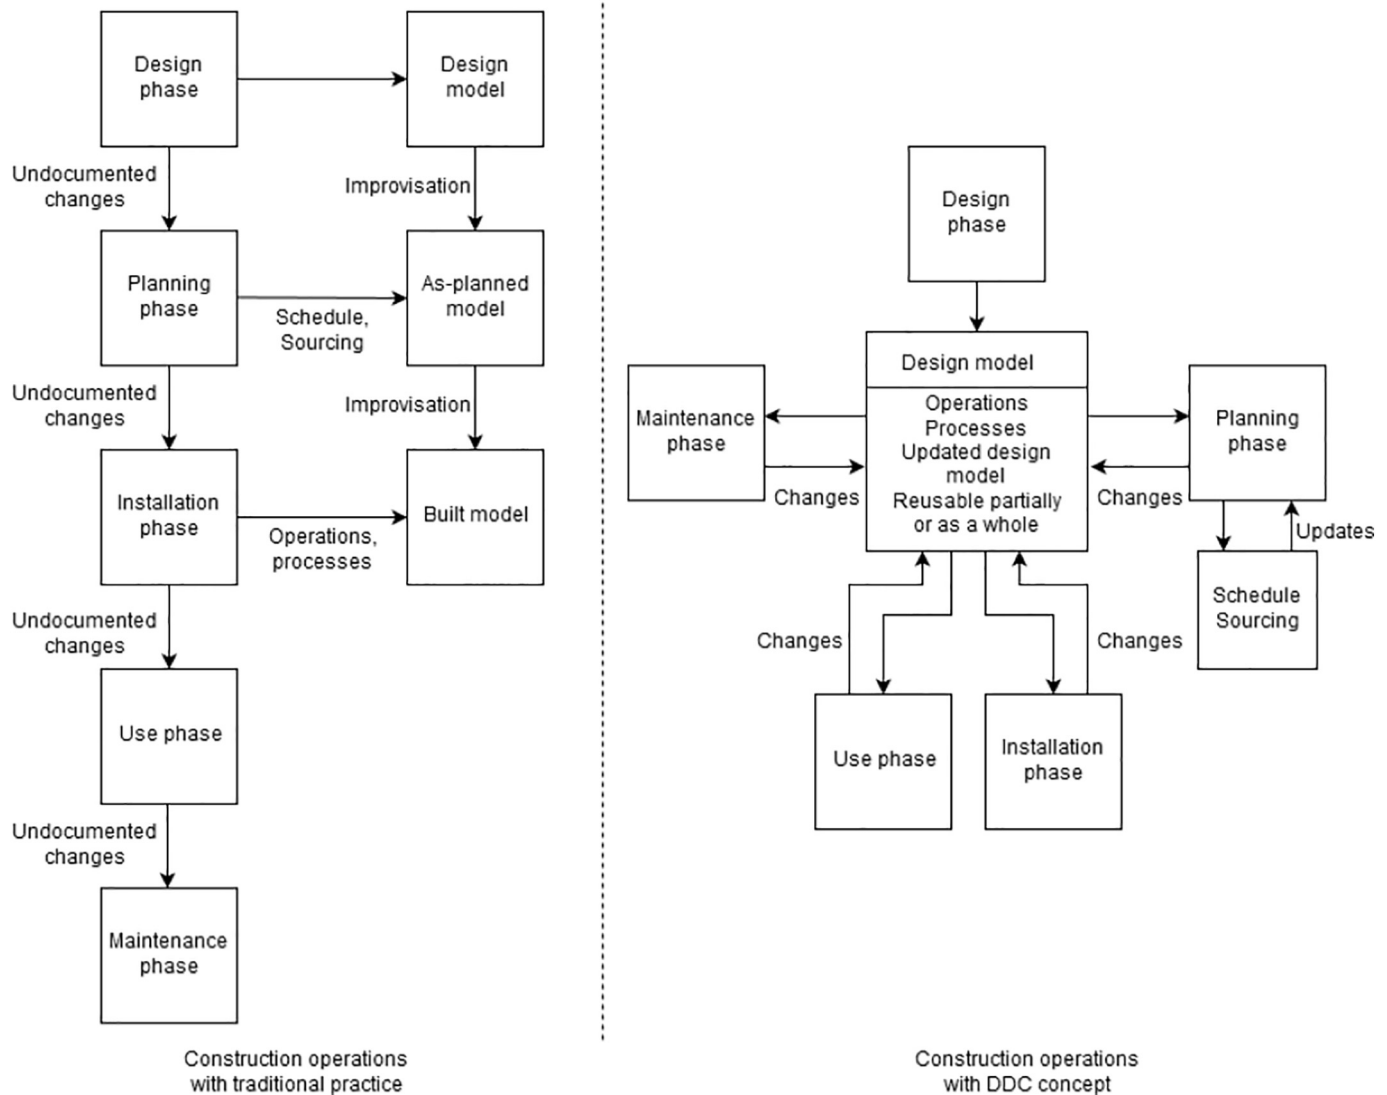 Design
phase
Design
model
Undocumented
changes
Improvisation
Planning
phase
Schedule,
Sourcing
As-planned
model
Undocumented
changes
Improvisation
Installation
phase
Operations,
processes
Built model
Undocumented
changes
Use phase
Undocumented
changes
Maintenance
phase
Construction operations
with traditional practice
Design
phase
Design model
Operations
Processes
Updated design
model
Reusable partially
or as a whole
Maintenance
phase
Changes
Planning
phase
Changes
Updates
Schedule
Sourcing
Changes
Changes
Use phase
Installation
phase
Construction operations
with DDC concept